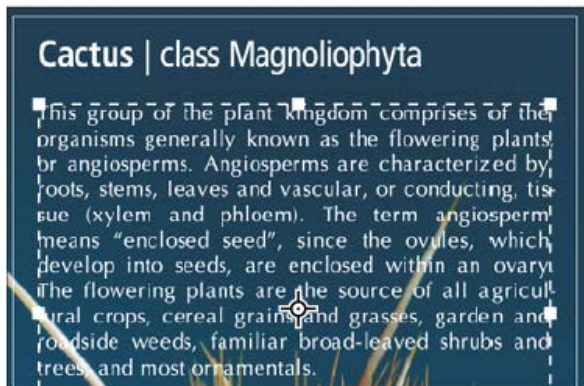 Cactus | class Magnoliophyta
This group of the plant kingdom comprises of the
organisms generally known as the flowering plants
or angiosperms. Angiosperms are characterized by
roots, stems, leaves and vascular, or conducting, tis-
sue (xylem and phloem). The term angiosperm
means “enclosed seed”, since the ovules, which
develop into seeds, are enclosed within an ovary.
The flowering plants are the source of all agricul-
tural crops, cereal grains and grasses, garden and
roadside weeds, familiar broad-leaved shrubs and
trees, and most ornamentals.